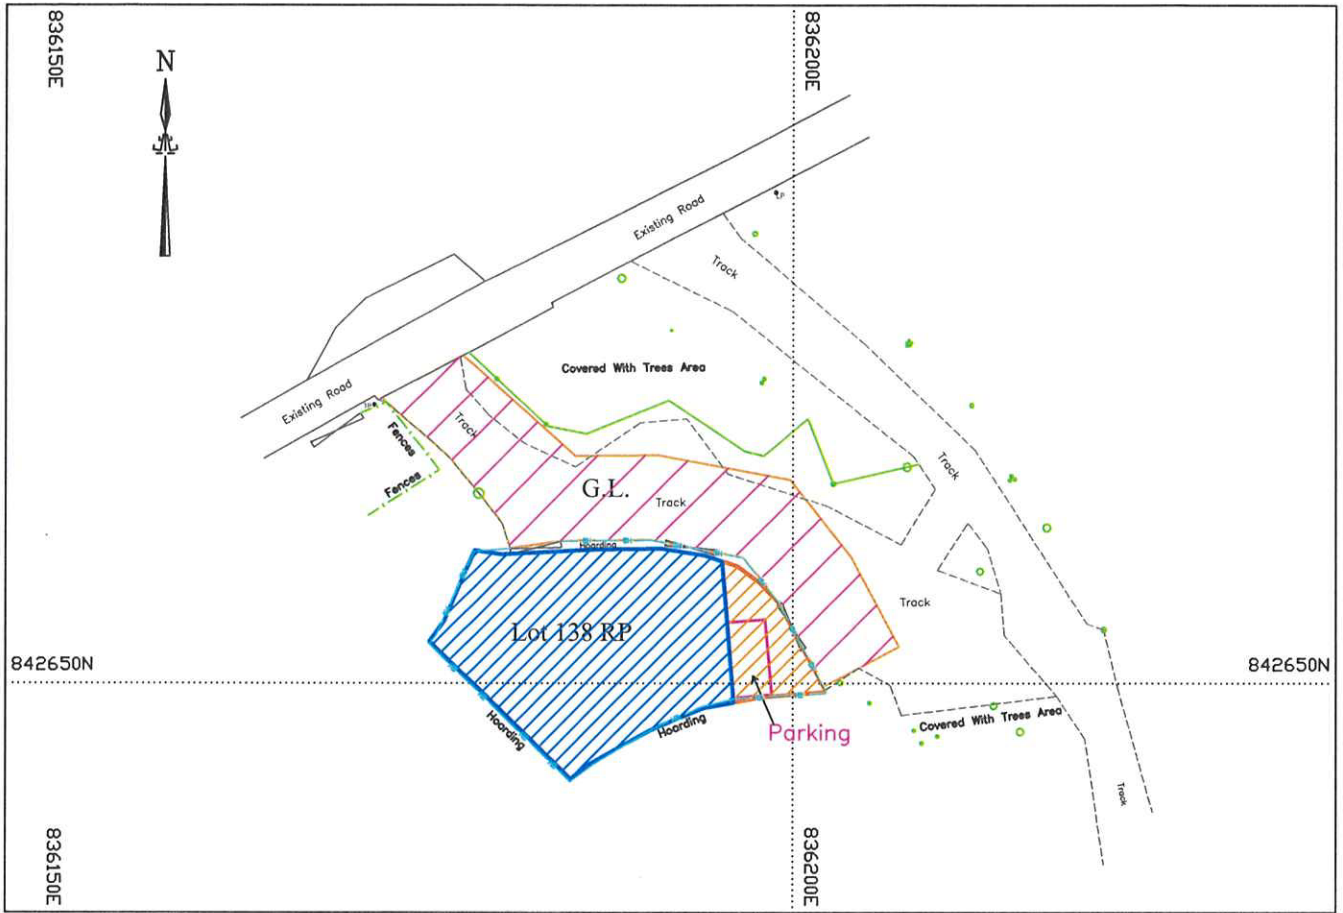 836150E
836200E
N
LP
Existing Road
Track
Covered With Trees Area
Existing Road
Track
Fences
Fences
Track
G.L.
Track
Hoarding
Track
Lot 138 RP
842650N
842650N
Hoarding
Hoarding
Parking
Covered With Trees Area
Track
836150E
836200E